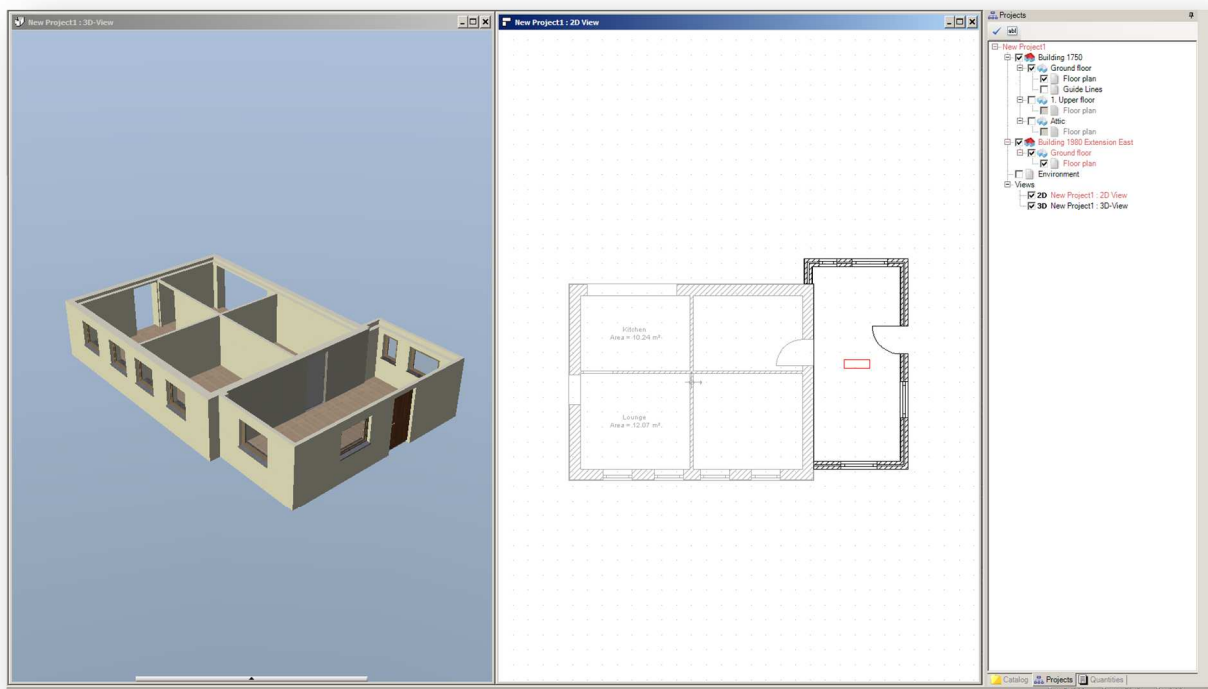 New Project1 : 3D-View
New Project1 : 2D View
Kitchen
Area = 10.24 m²
Lounge
Area = 12.07 m²
Projects
abl
New Project1
Building 1750
Ground floor
Floor plan
Guide Lines
1. Upper floor
Floor plan
Attic
Floor plan
Building 1980 Extension East
Ground floor
Floor plan
Environment
Views
2D New Project1 : 2D View
3D New Project1 : 3D-View
Catalog Projects Quantities